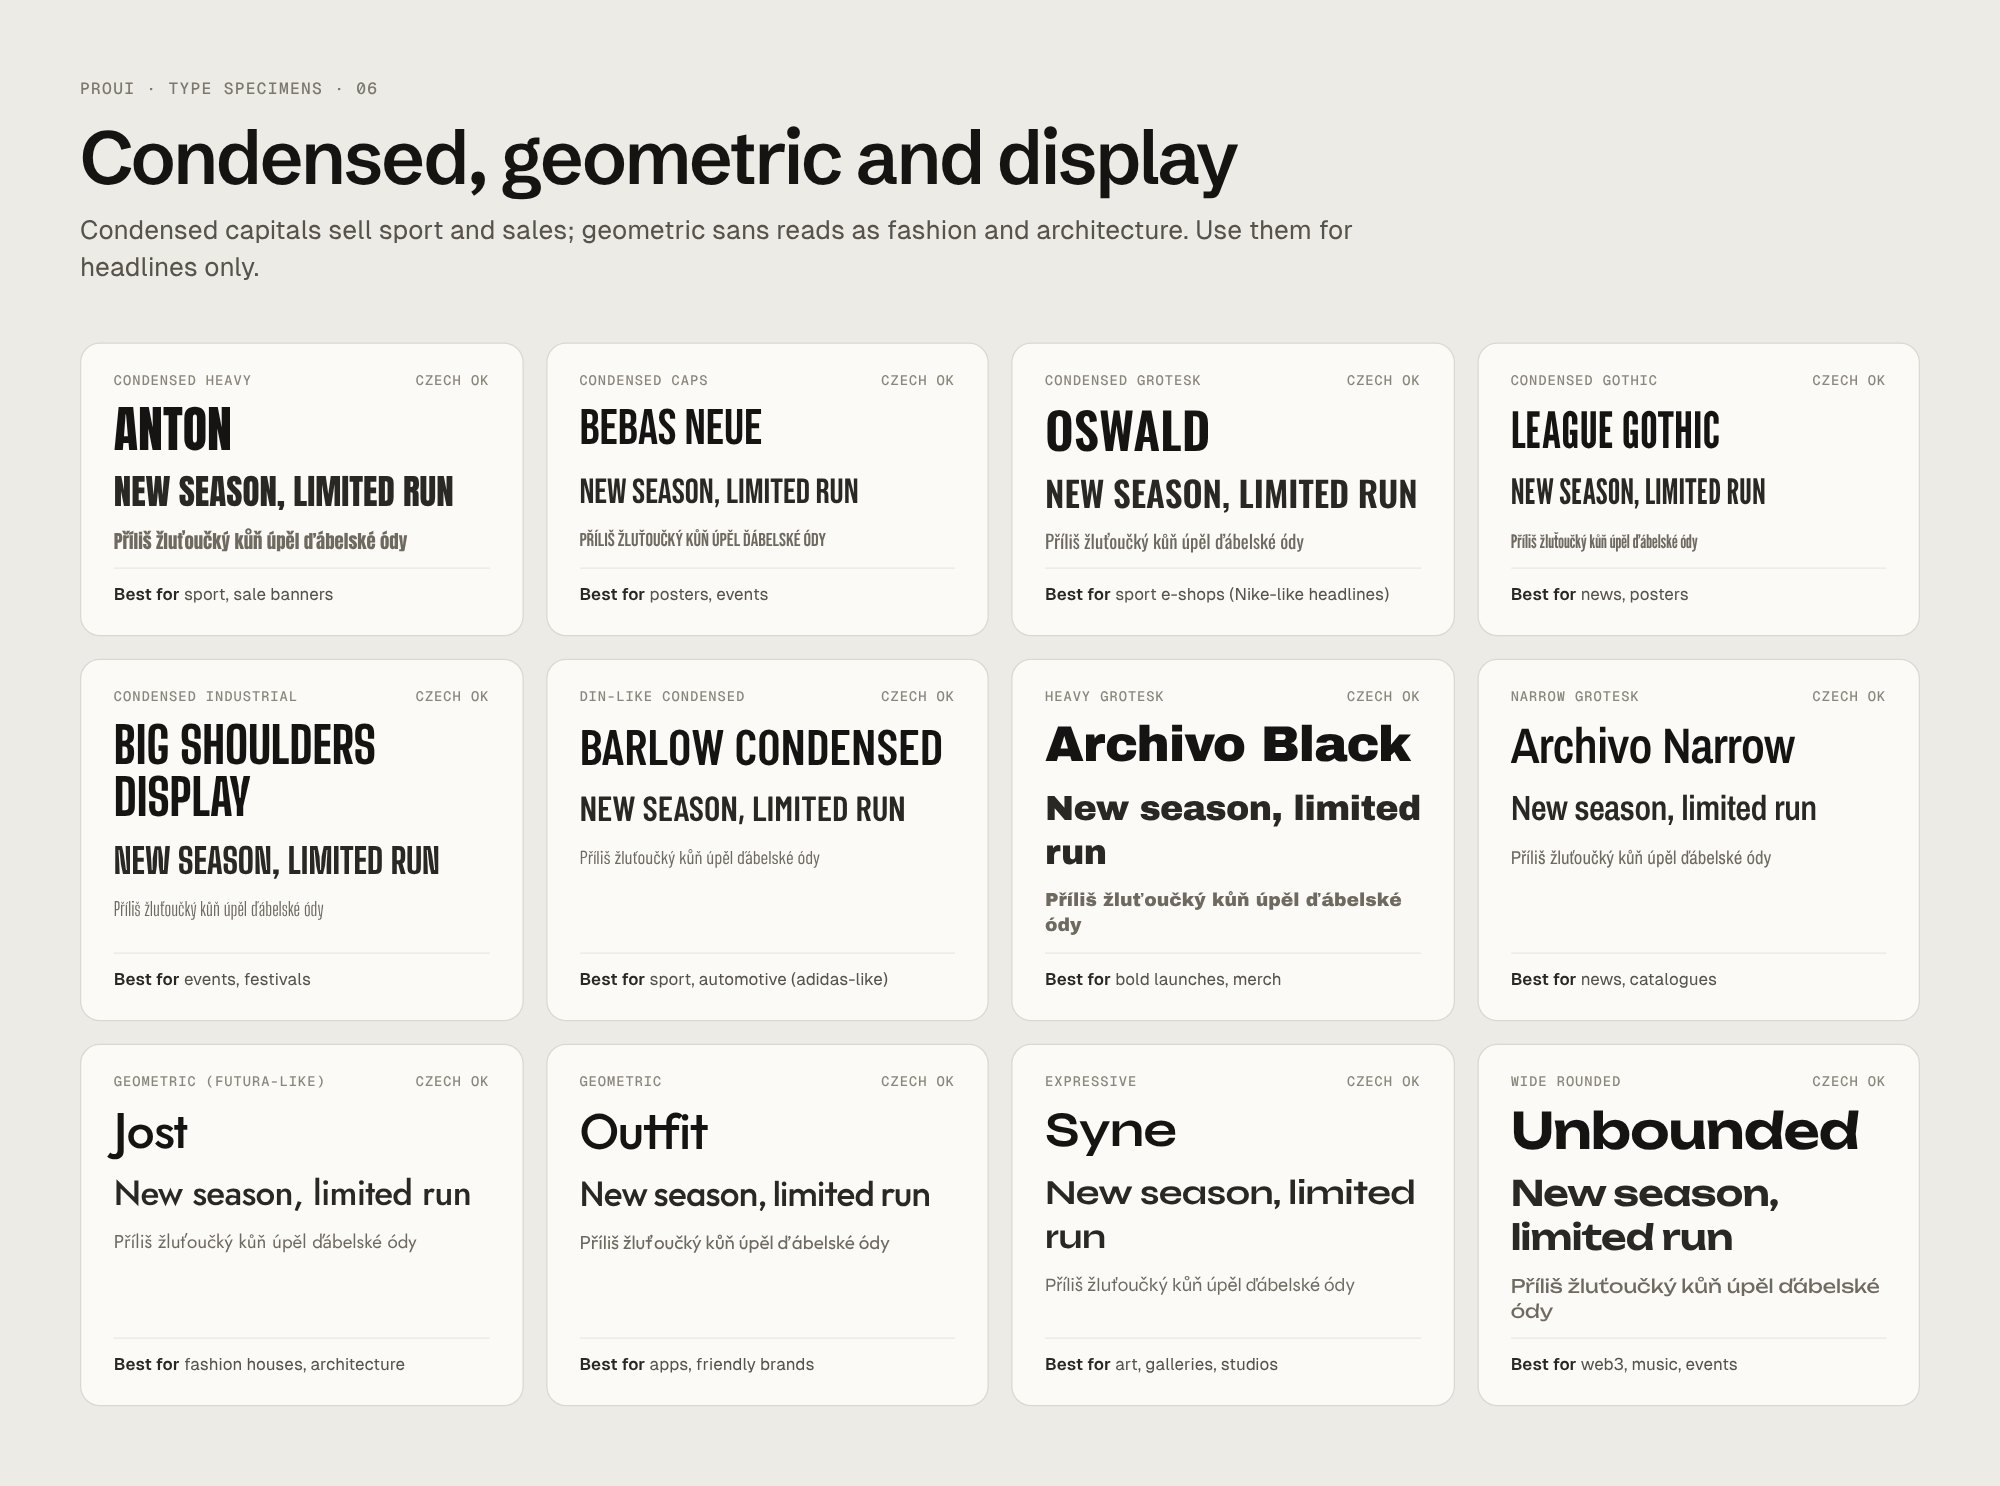 PROUI · TYPE SPECIMENS · 06
Condensed, geometric and display
Condensed capitals sell sport and sales; geometric sans reads as fashion and architecture. Use them for
headlines only.
CONDENSED HEAVY CZECH OK
ANTON
NEW SEASON, LIMITED RUN
Příliš žluťoučký kůň úpěl ďábelské ódy
Best for sport, sale banners
CONDENSED CAPS CZECH OK
BEBAS NEUE
NEW SEASON, LIMITED RUN
PŘÍLIŠ ŽLUŤOUČKÝ KŮŇ ÚPĚL ĎÁBELSKÉ ÓDY
Best for posters, events
CONDENSED GROTESK CZECH OK
OSWALD
NEW SEASON, LIMITED RUN
Příliš žluťoučký kůň úpěl ďábelské ódy
Best for sport e-shops (Nike-like headlines)
CONDENSED GOTHIC CZECH OK
LEAGUE GOTHIC
NEW SEASON, LIMITED RUN
Příliš žluťoučký kůň úpěl ďábelské ódy
Best for news, posters
CONDENSED INDUSTRIAL CZECH OK
BIG SHOULDERS
DISPLAY
NEW SEASON, LIMITED RUN
Příliš žluťoučký kůň úpěl ďábelské ódy
Best for events, festivals
DIN-LIKE CONDENSED CZECH OK
BARLOW CONDENSED
NEW SEASON, LIMITED RUN
Příliš žluťoučký kůň úpěl ďábelské ódy
Best for sport, automotive (adidas-like)
HEAVY GROTESK CZECH OK
Archivo Black
New season, limited
run
Příliš žluťoučký kůň úpěl ďábelské
ódy
Best for bold launches, merch
NARROW GROTESK CZECH OK
Archivo Narrow
New season, limited run
Příliš žluťoučký kůň úpěl ďábelské ódy
Best for news, catalogues
GEOMETRIC (FUTURA-LIKE) CZECH OK
Jost
New season, limited run
Příliš žluťoučký kůň úpěl ďábelské ódy
Best for fashion houses, architecture
GEOMETRIC CZECH OK
Outfit
New season, limited run
Příliš žluťoučký kůň úpěl ďábelské ódy
Best for apps, friendly brands
EXPRESSIVE CZECH OK
Syne
New season, limited
run
Příliš žluťoučký kůň úpěl ďábelské ódy
Best for art, galleries, studios
WIDE ROUNDED CZECH OK
Unbounded
New season,
limited run
Příliš žluťoučký kůň úpěl ďábelské
ódy
Best for web3, music, events